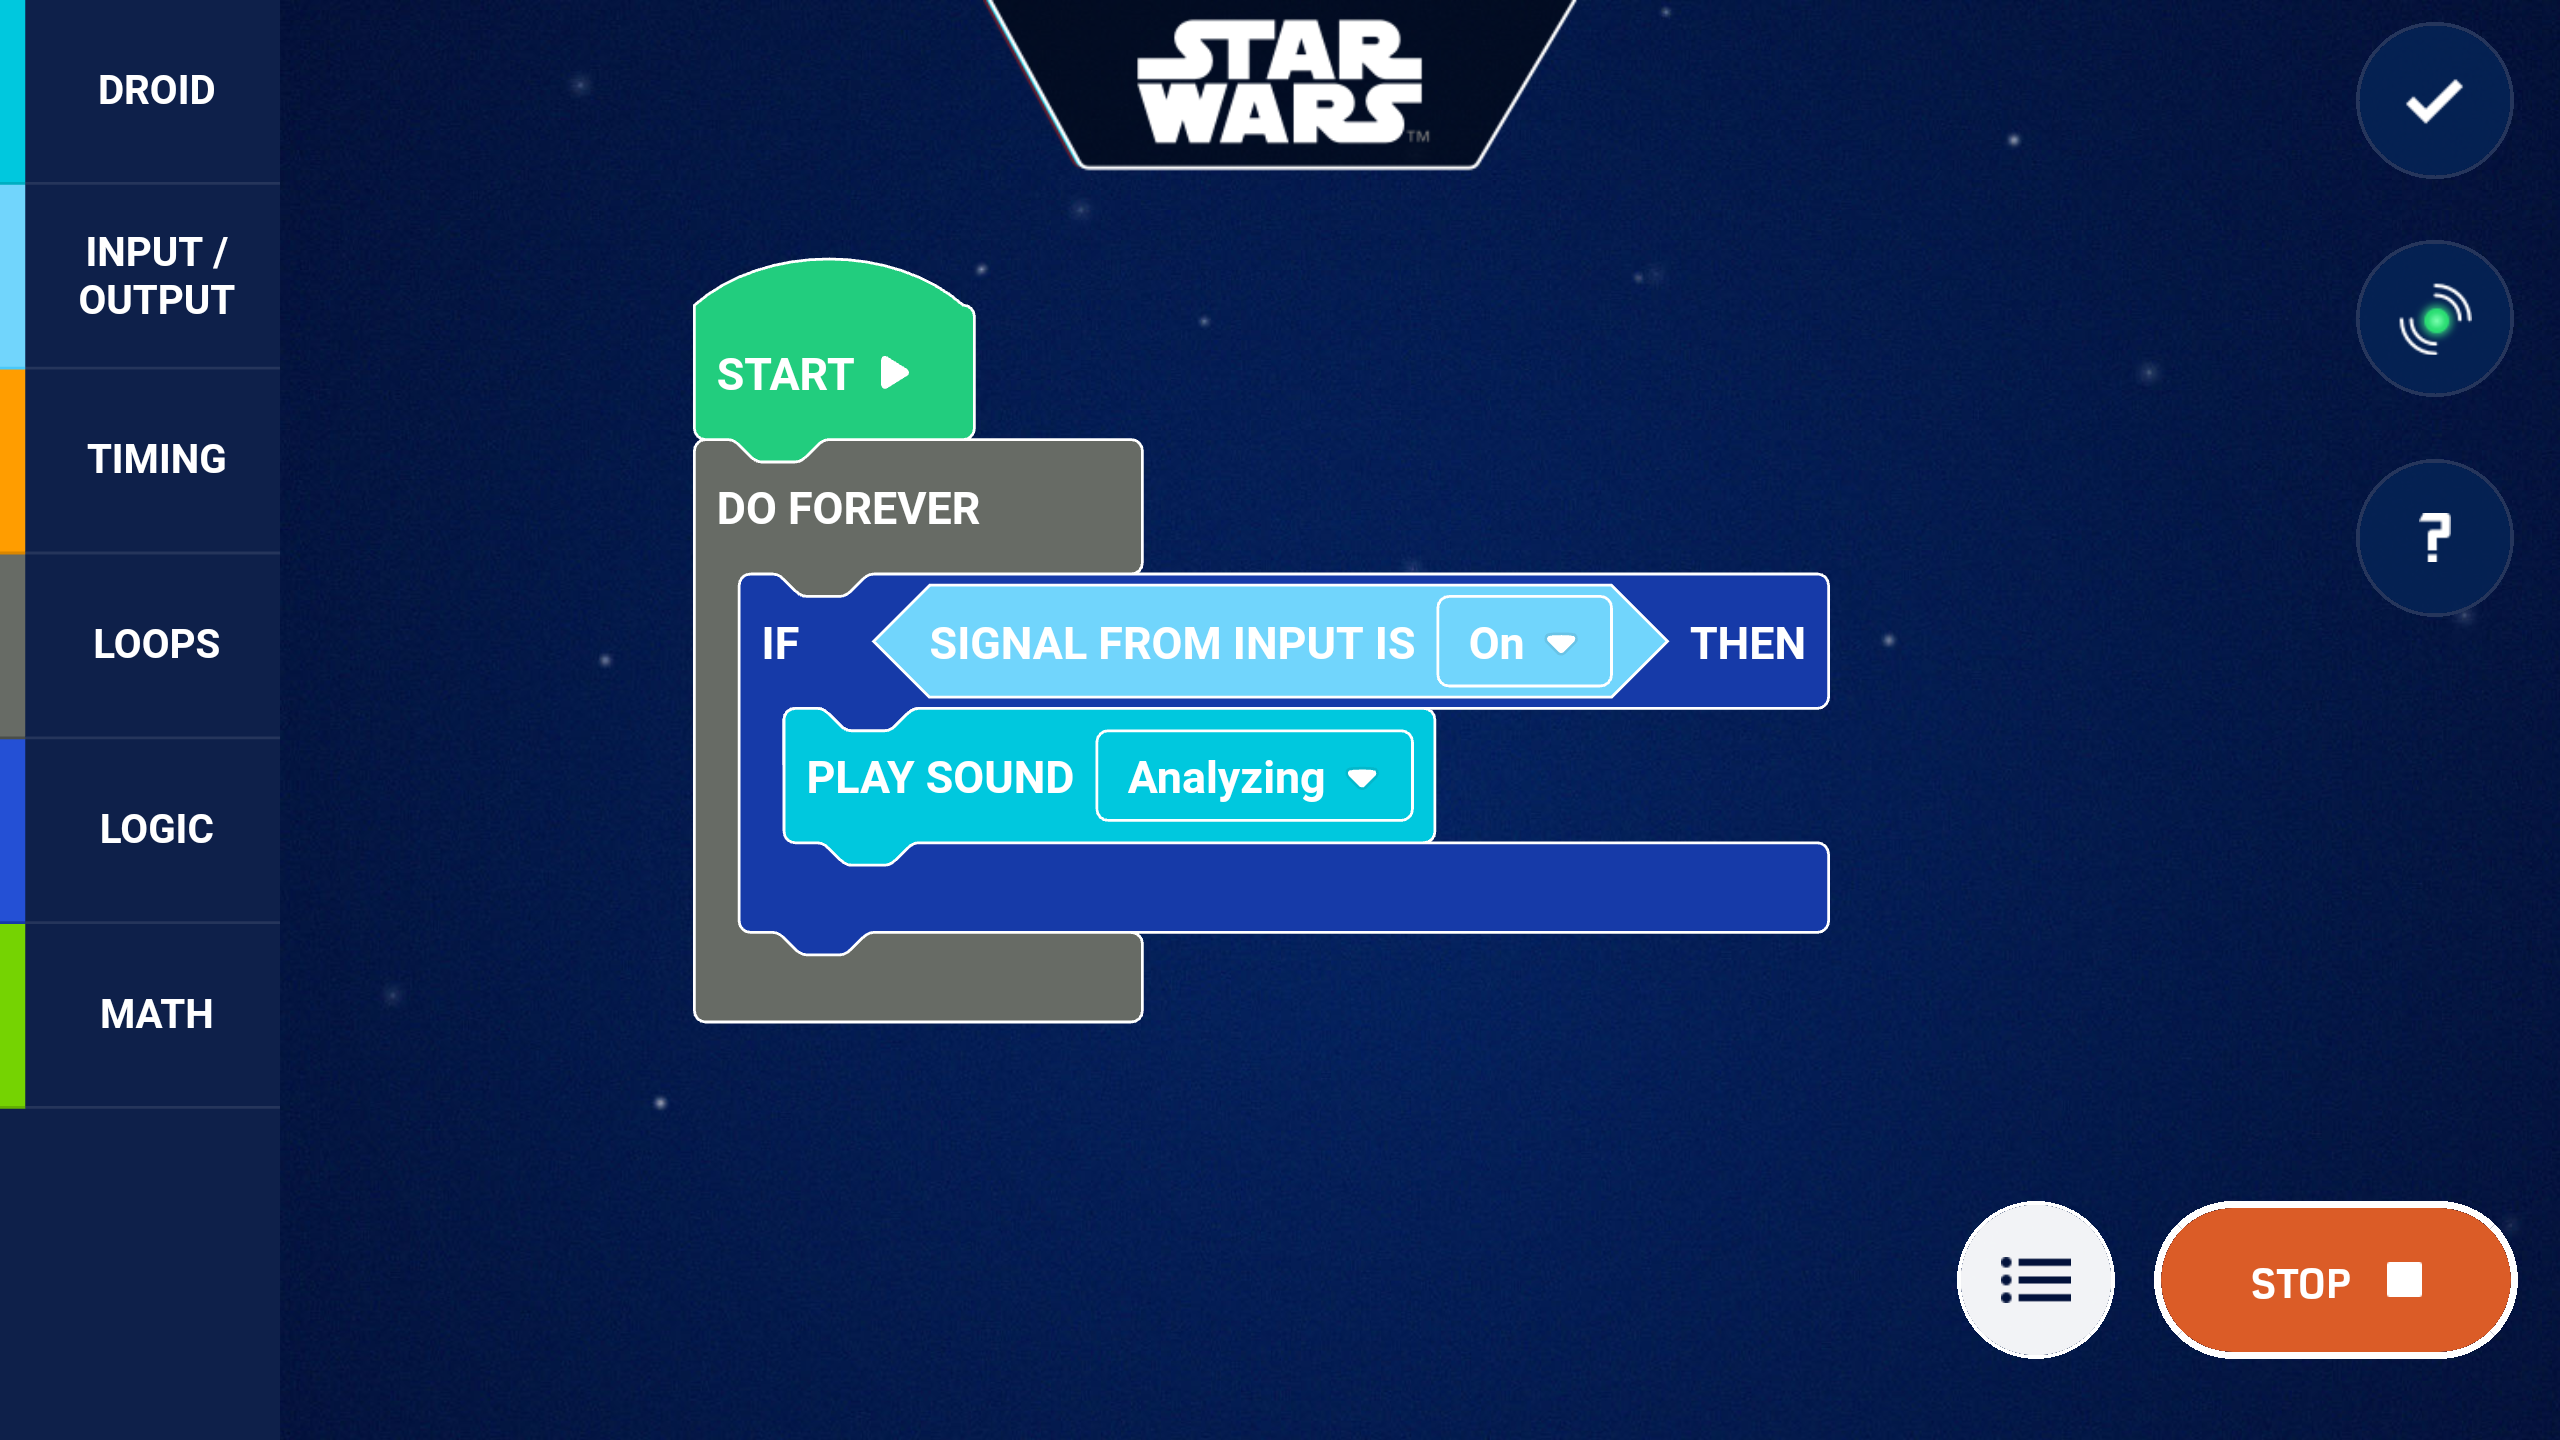 STAR
WARS™
DROID
INPUT /
OUTPUT
TIMING
LOOPS
LOGIC
MATH
START
DO FOREVER
IF SIGNAL FROM INPUT IS On THEN
PLAY SOUND Analyzing
?
STOP